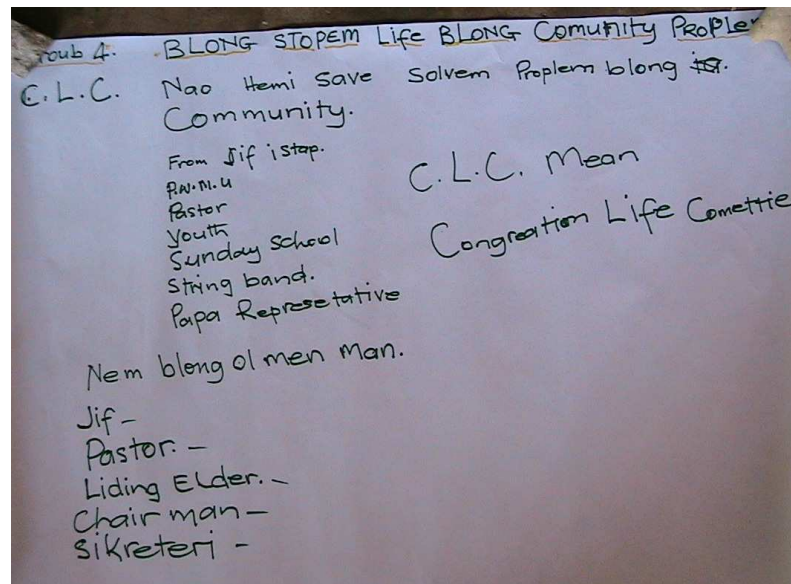 roub 4. BLONG STOPEM Life BLONG Comunity PROPLem
C.L.C. Nao Hemi Save Solvem Proplem blong
Community.
From Jif istap.
P.W.M.U
Pastor
Youth
Sunday School
String band.
Papa Represetative
C.L.C. Mean
Congreation Life Comettie
Nem blong ol men man.
Jif-
Pastor. -
Liding Elder. -
Chair man -
Sikreteri -